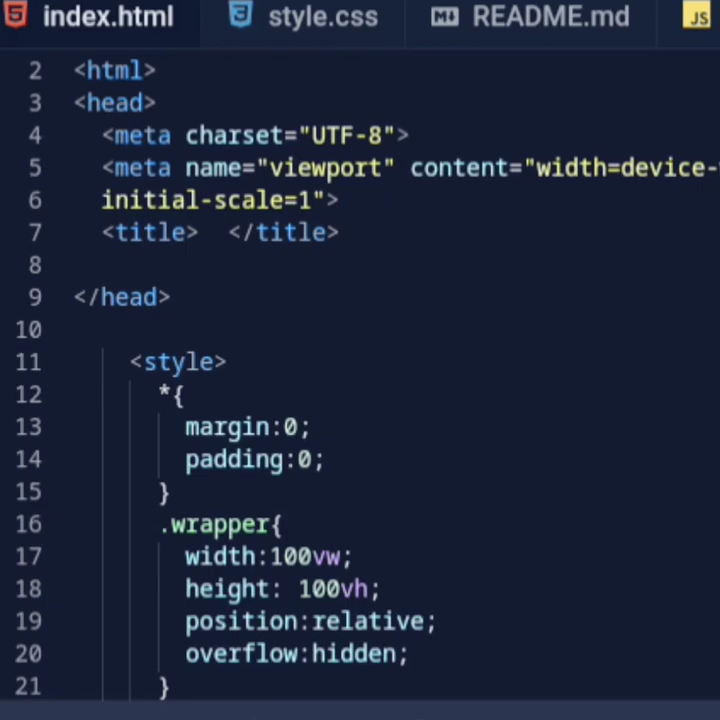 index.html style.css README.md JS
2 <html>
3 <head>
4 <meta charset="UTF-8">
5 <meta name="viewport" content="width=device-
6 initial-scale=1">
7 <title>  </title>
8
9 </head>
10
11 <style>
12 *{
13 margin:0;
14 padding:0;
15 }
16 .wrapper{
17 width:100vw;
18 height: 100vh;
19 position:relative;
20 overflow:hidden;
21 }